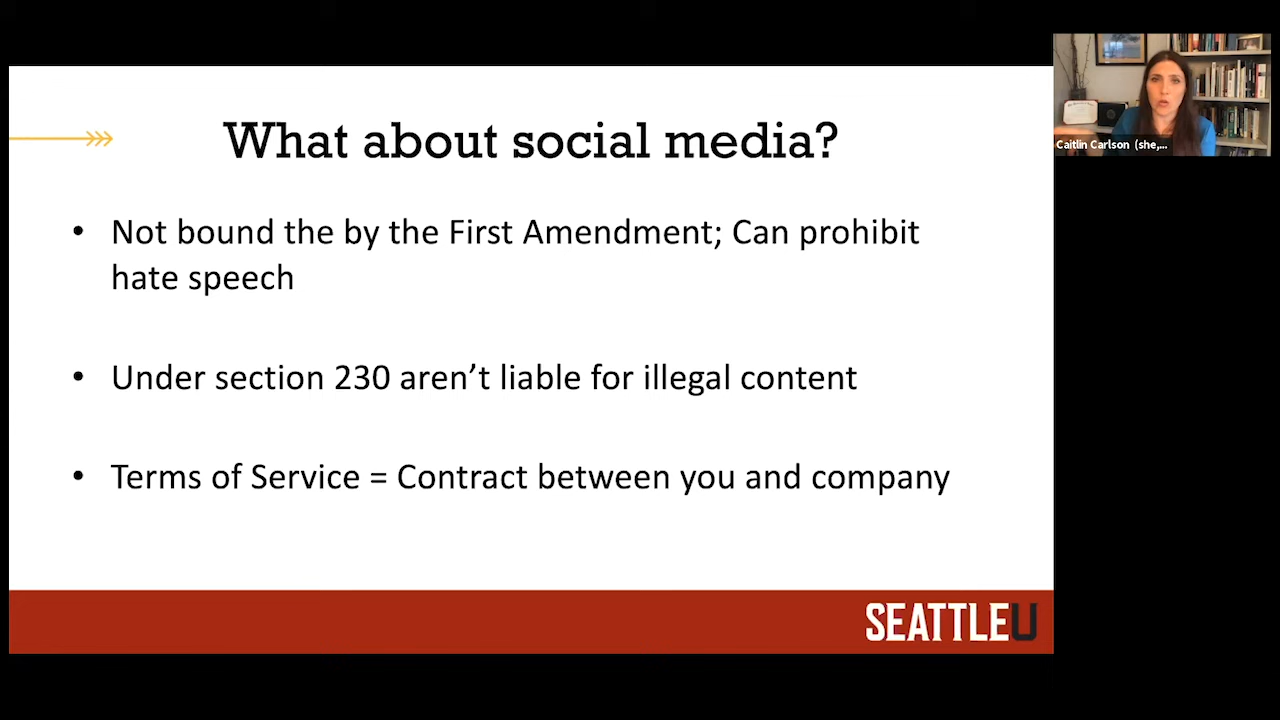 What about social media?
• Not bound the by the First Amendment; Can prohibit
hate speech
• Under section 230 aren’t liable for illegal content
• Terms of Service = Contract between you and company
SEATTLEU
Caitlin Carlson (she,...